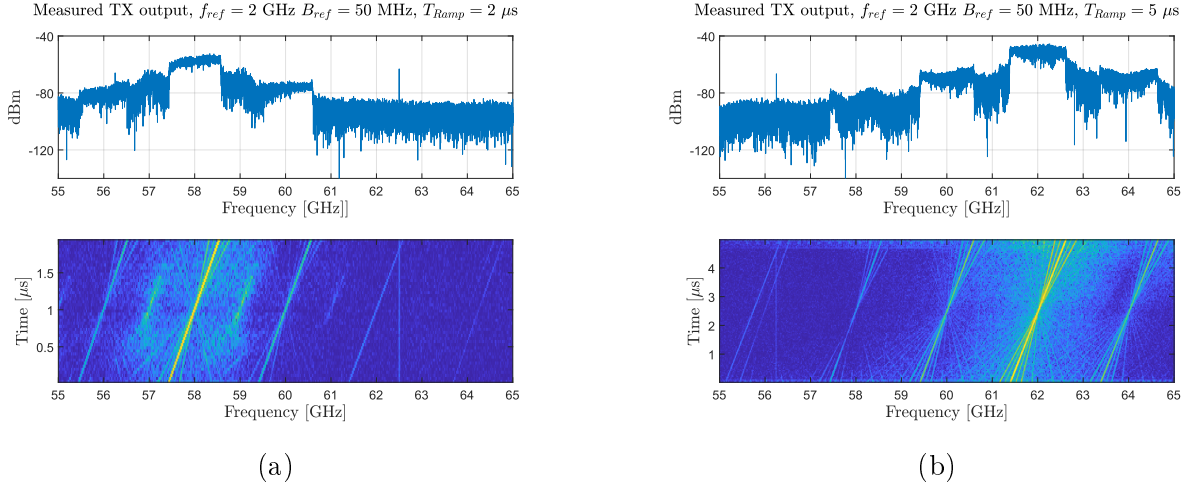 Measured TX output, f_ref = 2 GHz B_ref = 50 MHz, T_Ramp = 2 μs
-40
-80
-120
dBm
55 56 57 58 59 60 61 62 63 64 65
Frequency [GHz]]
1.5
1
0.5
Time [μs]
55 56 57 58 59 60 61 62 63 64 65
Frequency [GHz]
(a)
Measured TX output, f_ref = 2 GHz B_ref = 50 MHz, T_Ramp = 5 μs
-40
-80
-120
dBm
55 56 57 58 59 60 61 62 63 64 65
Frequency [GHz]]
4
3
2
1
Time [μs]
55 56 57 58 59 60 61 62 63 64 65
Frequency [GHz]
(b)